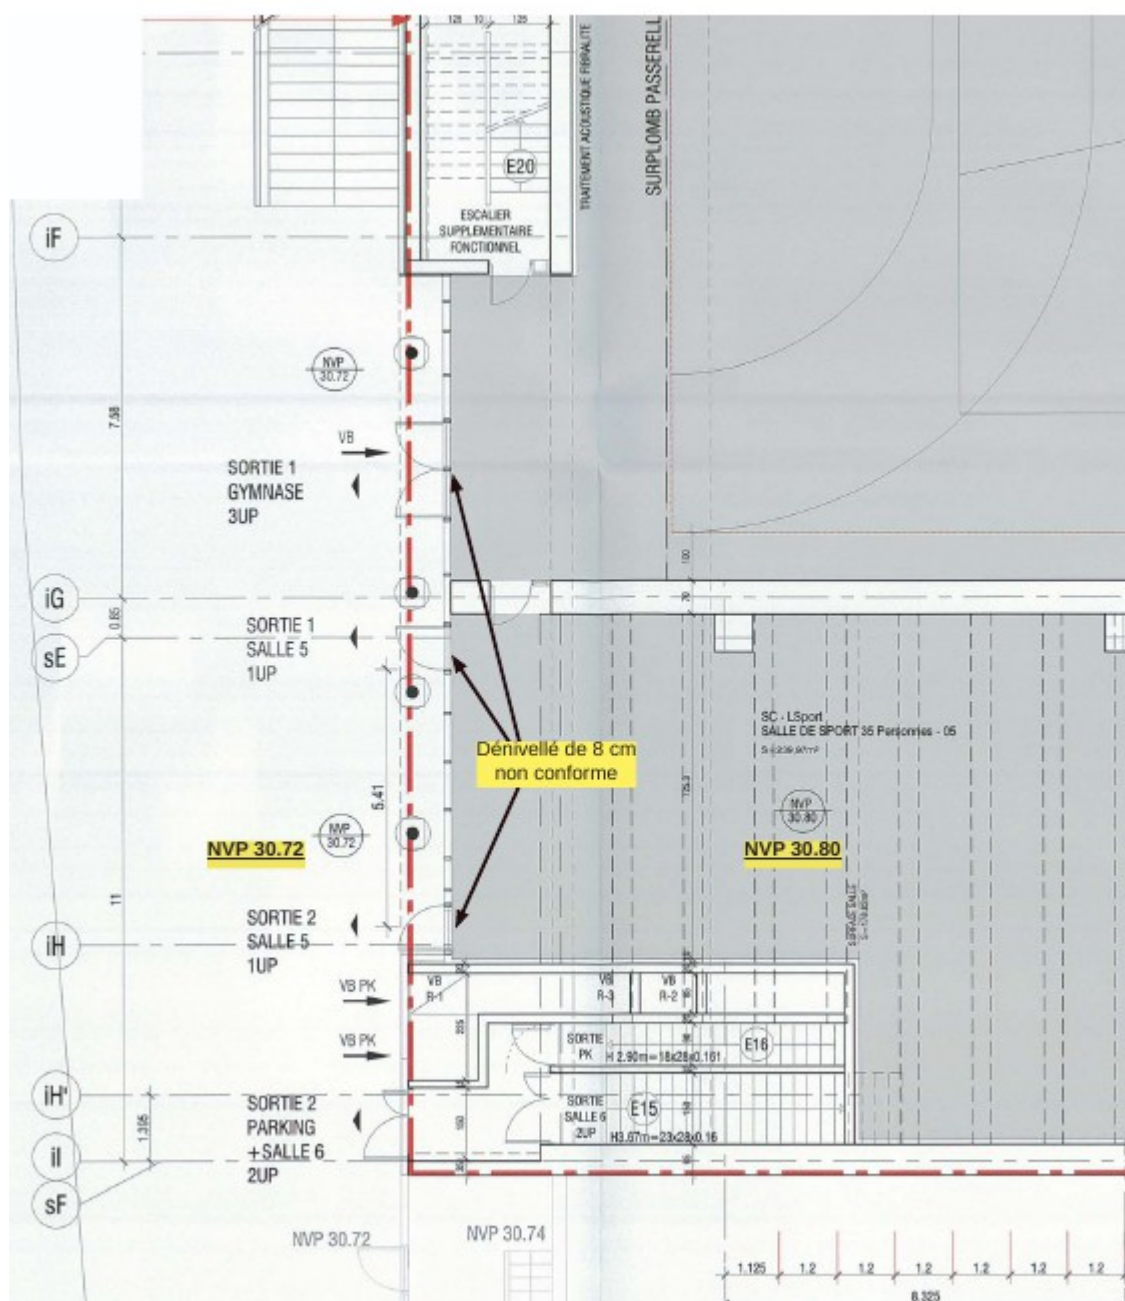 125 10 125
TRAITEMENT ACOUSTIQUE FIBRALITE
SURPLOMB PASSERELL
E20
ESCALIER
SUPPLEMENTAIRE
FONCTIONNEL
iF
NVP
30.72
7.58
VB
SORTIE 1
GYMNASE
3UP
100
iG
70
0.85
SORTIE 1
SALLE 5
1UP
sE
SC - LSport
SALLE DE SPORT 35 Personnes - 05
Dénivellé de 8 cm
non conforme
5.41
NVP
30.72
NVP 30.72
NVP
30.80
NVP 30.80
11
SORTIE 2
SALLE 5
1UP
iH
VB PK
VB
R-1
VB
R-3
VB
R-2
VB PK
SORTIE
PK
H 2.90m=18x28x0.161
E16
iH'
SORTIE 2
PARKING
+SALLE 6
2UP
1.395
150
SORTIE
SALLE 6
2UP
E15
H3.67m=23x28x0.16
iI
sF
NVP 30.72
NVP 30.74
1.125 1.2 1.2 1.2 1.2 1.2 1.2
8.325